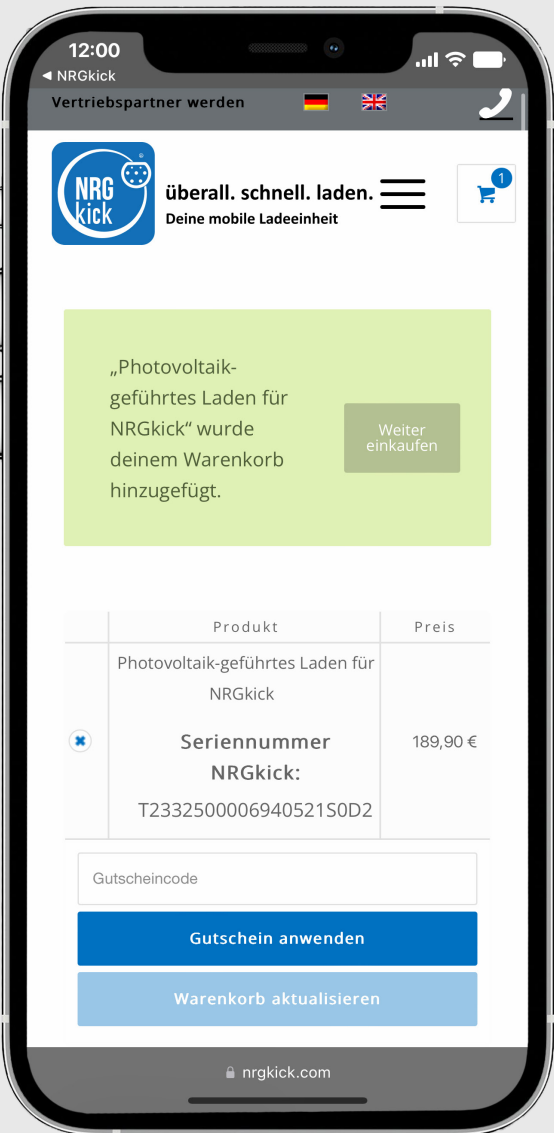 12:00
◀ NRGkick
Vertriebspartner werden
NRG
kick
überall. schnell. laden.
Deine mobile Ladeeinheit
1
„Photovoltaik-
geführtes Laden für
NRGkick“ wurde
deinem Warenkorb
hinzugefügt.
Weiter
einkaufen
Produkt Preis
Photovoltaik-geführtes Laden für
NRGkick
Seriennummer
NRGkick:
189,90 €
T2332500006940521S0D2
Gutscheincode
Gutschein anwenden
Warenkorb aktualisieren
nrgkick.com